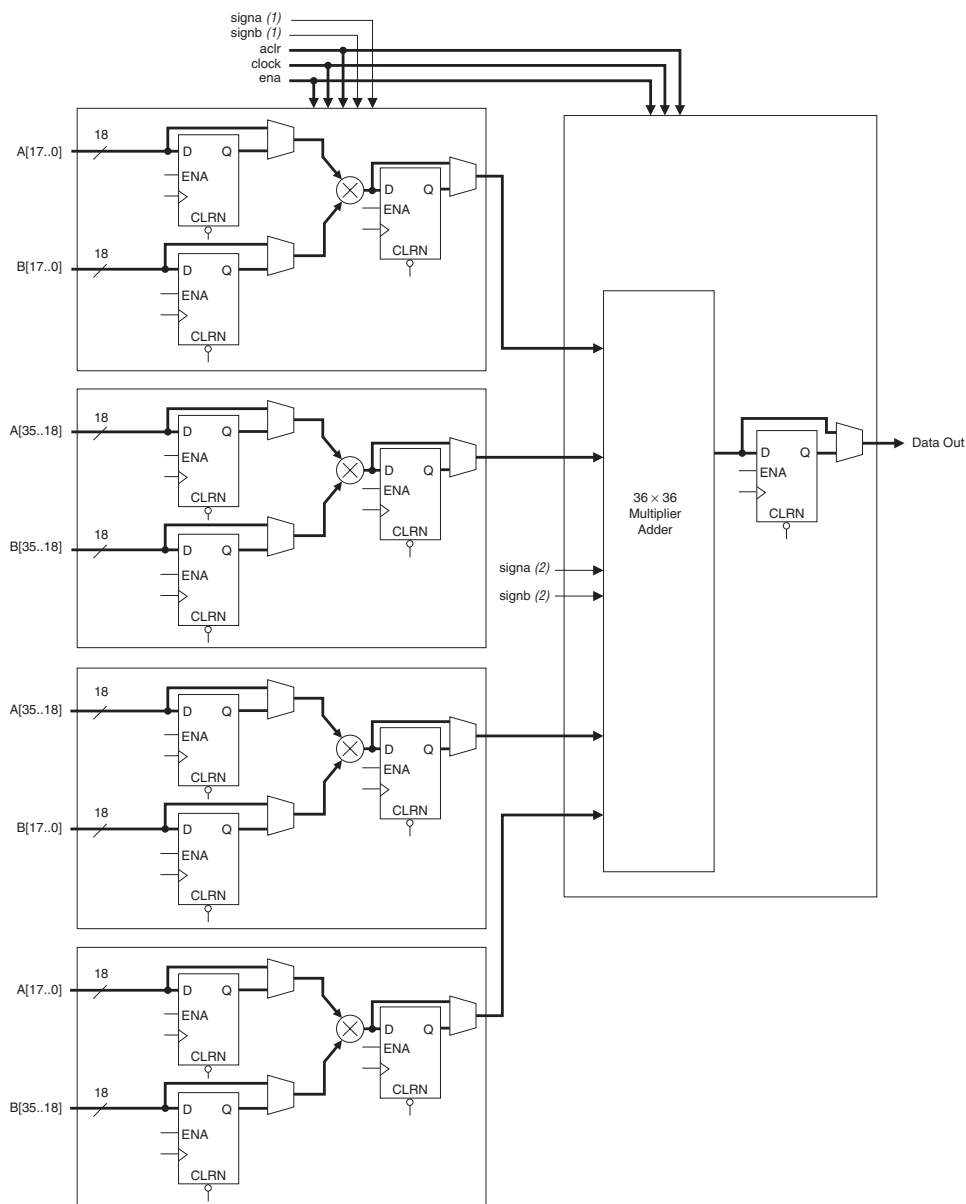 signa (1)
signb (1)
aclr
clock
ena
A[17..0]
18
D Q
ENA
CLRN
B[17..0]
18
D Q
ENA
CLRN
D Q
ENA
CLRN
A[35..18]
18
D Q
ENA
CLRN
B[35..18]
18
D Q
ENA
CLRN
D Q
ENA
CLRN
A[35..18]
18
D Q
ENA
CLRN
B[17..0]
18
D Q
ENA
CLRN
D Q
ENA
CLRN
A[17..0]
18
D Q
ENA
CLRN
B[35..18]
18
D Q
ENA
CLRN
D Q
ENA
CLRN
36 × 36
Multiplier
Adder
signa (2)
signb (2)
D Q
ENA
CLRN
Data Out